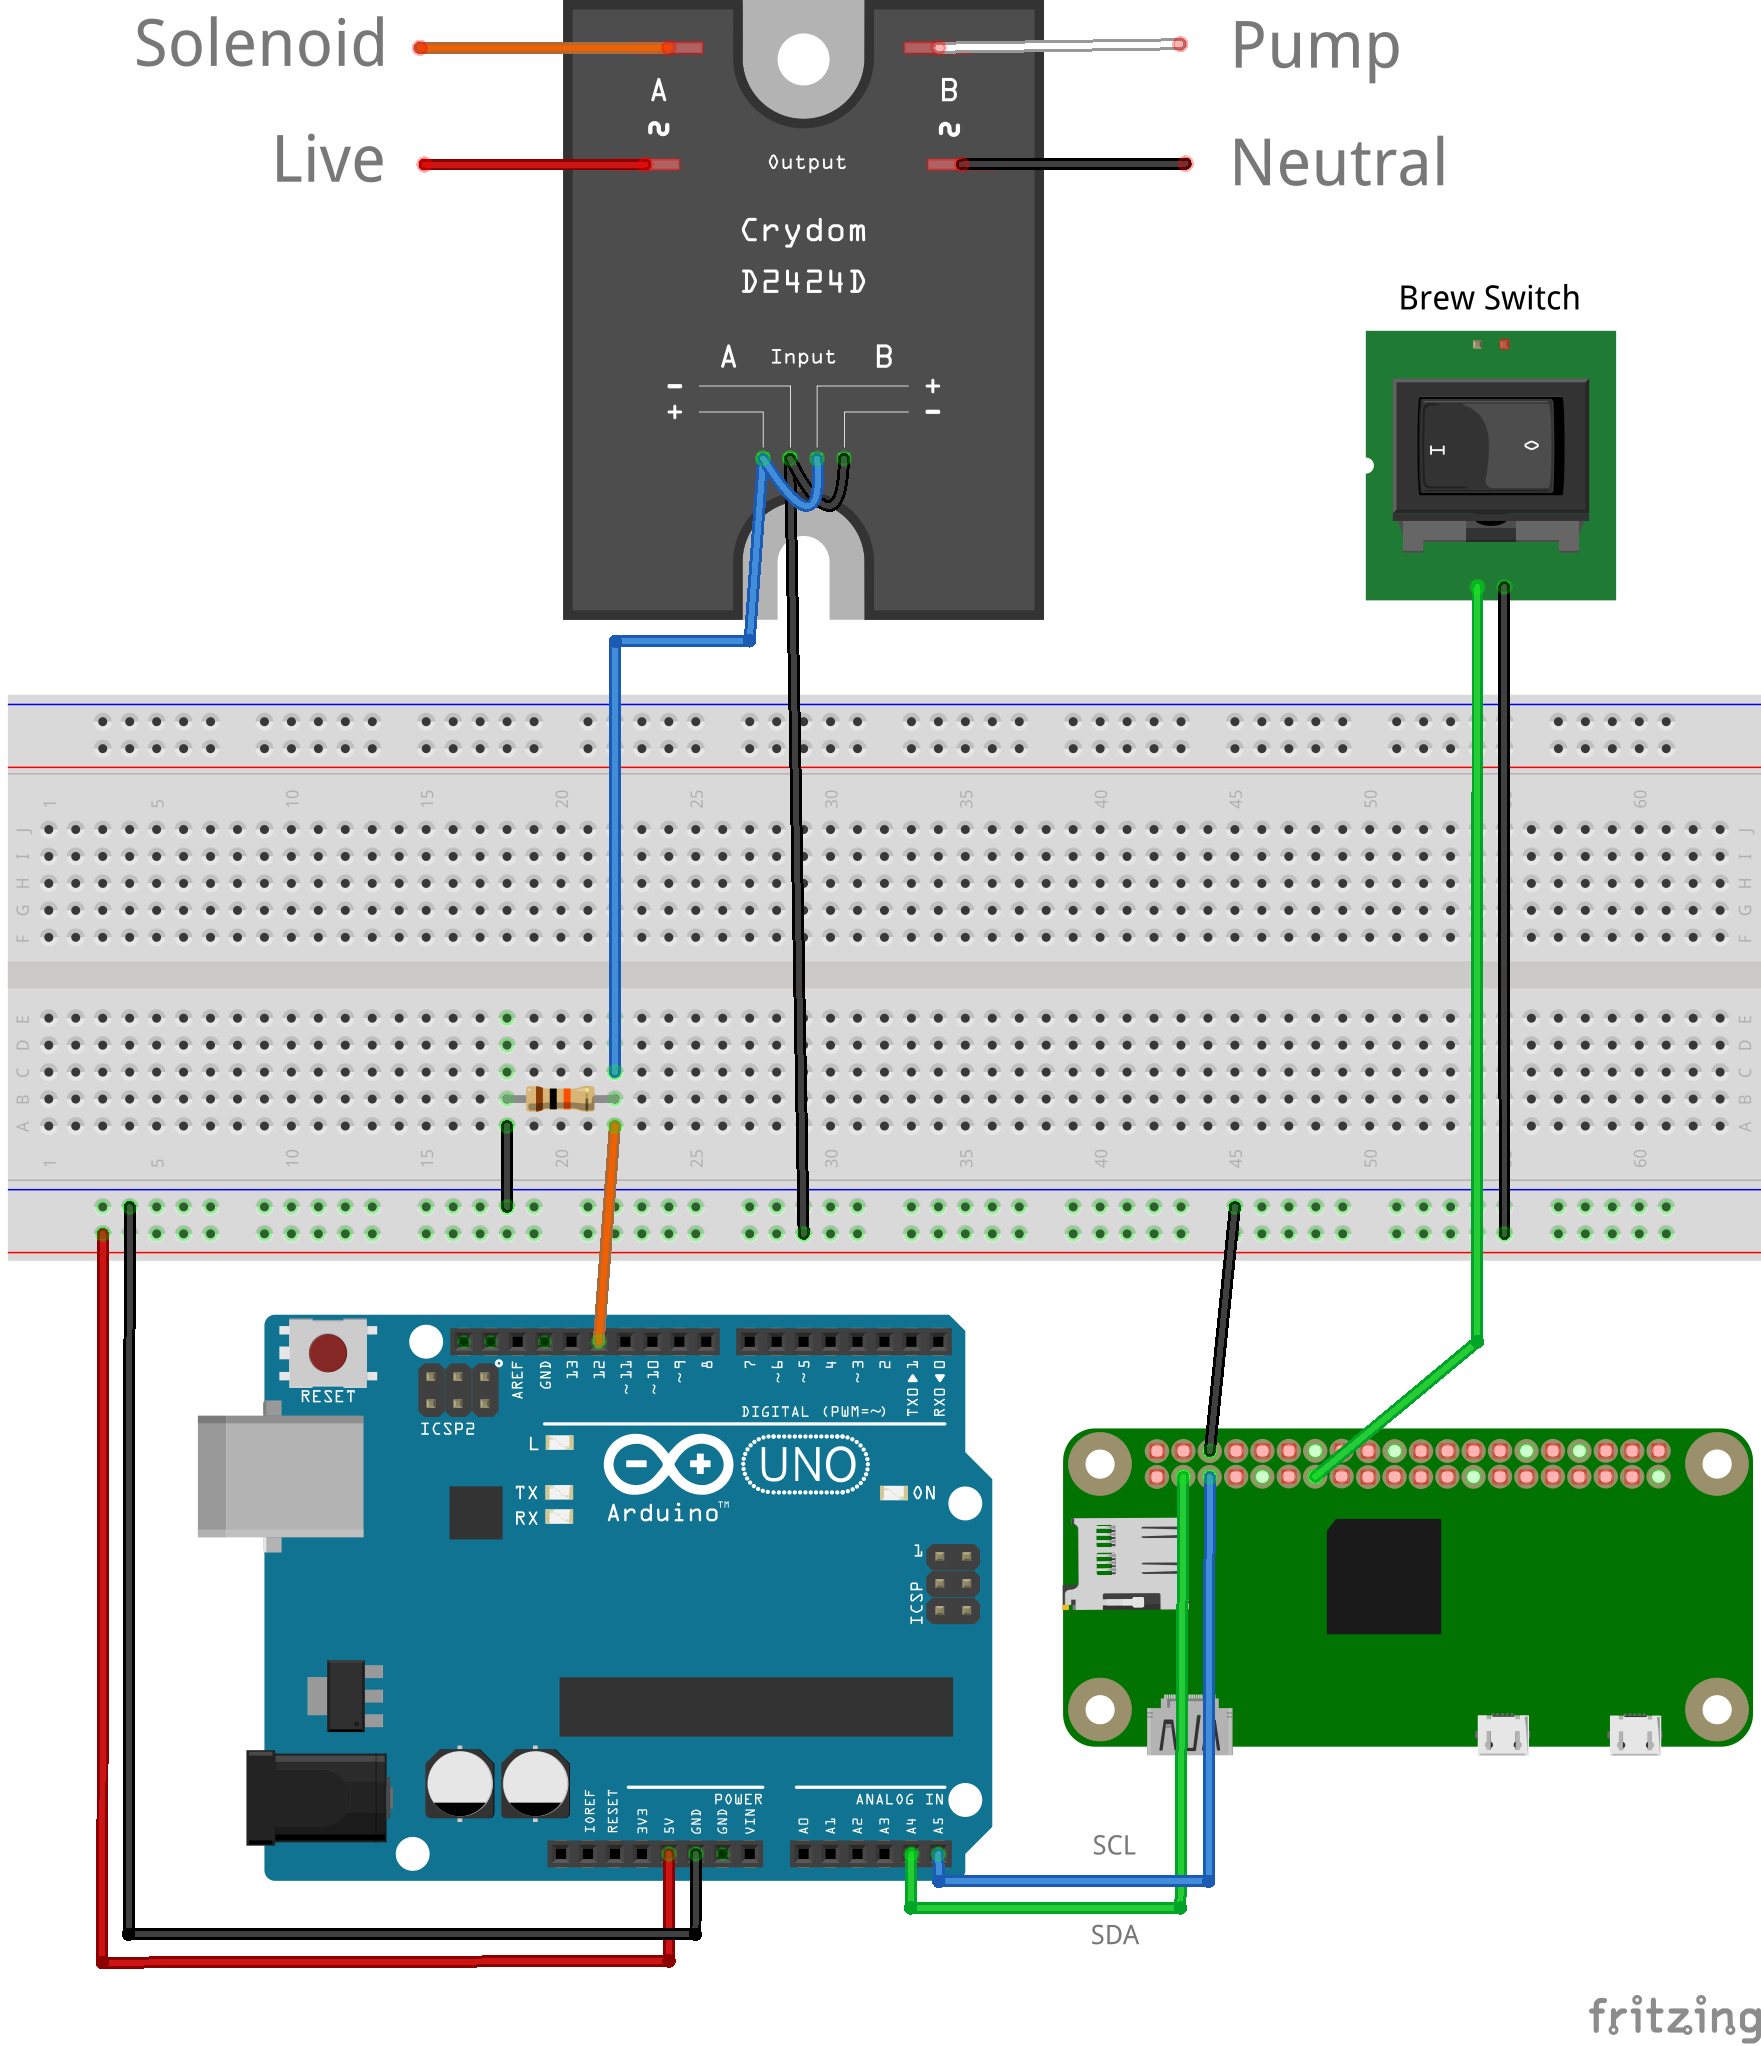 Solenoid
Pump
A
B
Live
Output
Neutral
Crydom
D2424D
Brew Switch
A Input B
- +
+ -
I O
1 5 10 15 20 25 30 35 40 45 50 60
J J
I I
H H
G G
F F
E E
D D
C C
B B
A A
1 5 10 15 20 25 30 35 40 45 50 60
RESET
AREF GND 13 12 ~11 ~10 ~9 8 7 ~6 ~5 4 ~3 2 TX0▶1 RX0◀0
ICSP2
DIGITAL (PWM=~)
L
UNO
TX
ON
RX
Arduino™
1
ICSP
POWER
ANALOG IN
IOREF RESET 3V3 5V GND GND VIN A0 A1 A2 A3 A4 A5
SCL
SDA
fritzing